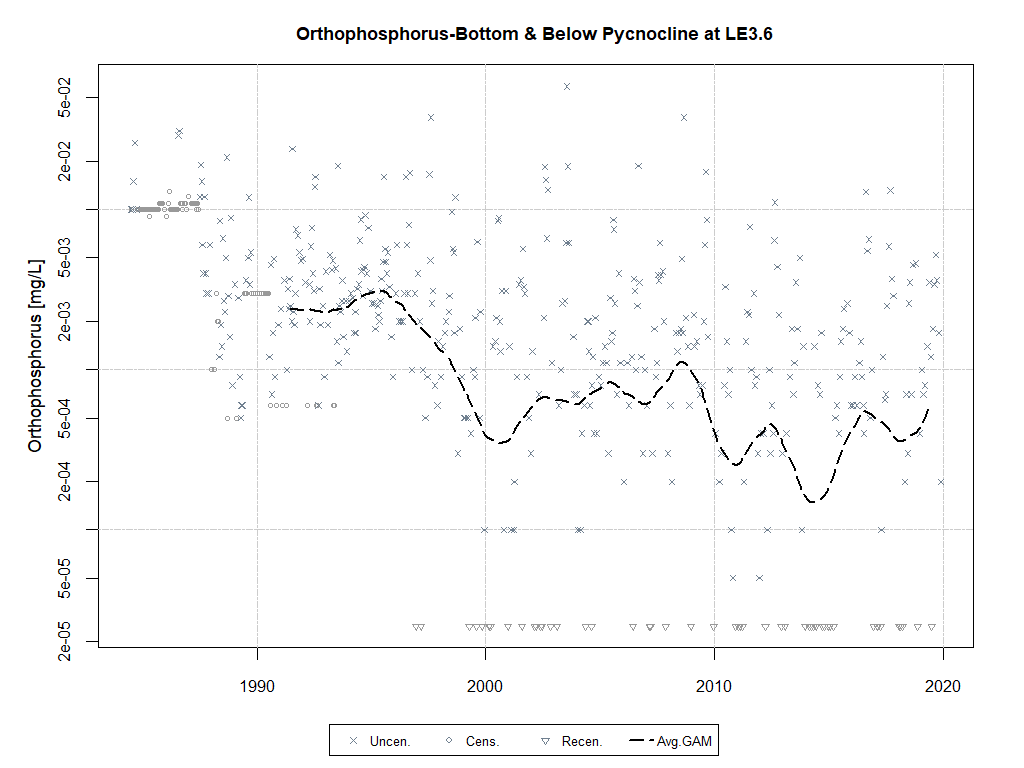 Orthophosphorus-Bottom & Below Pycnocline at LE3.6
Orthophosphorus [mg/L]
5e-02
2e-02
5e-03
2e-03
5e-04
2e-04
5e-05
2e-05
1990
2000
2010
2020
Uncen.
Cens.
Recen.
Avg.GAM